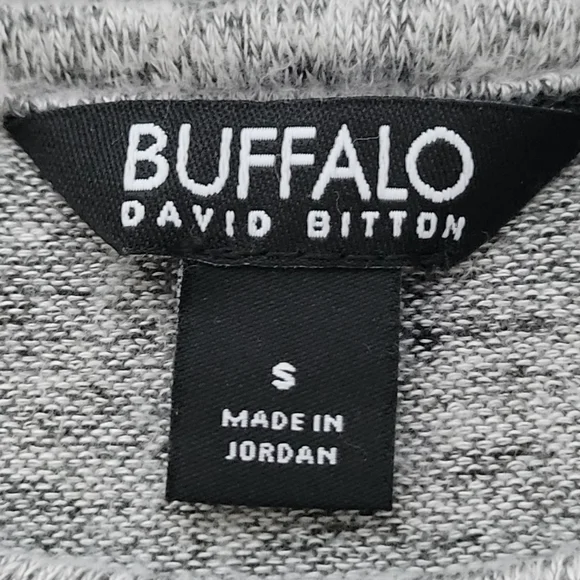 BUFFALO
DAVID BITTON
S
MADE IN
JORDAN